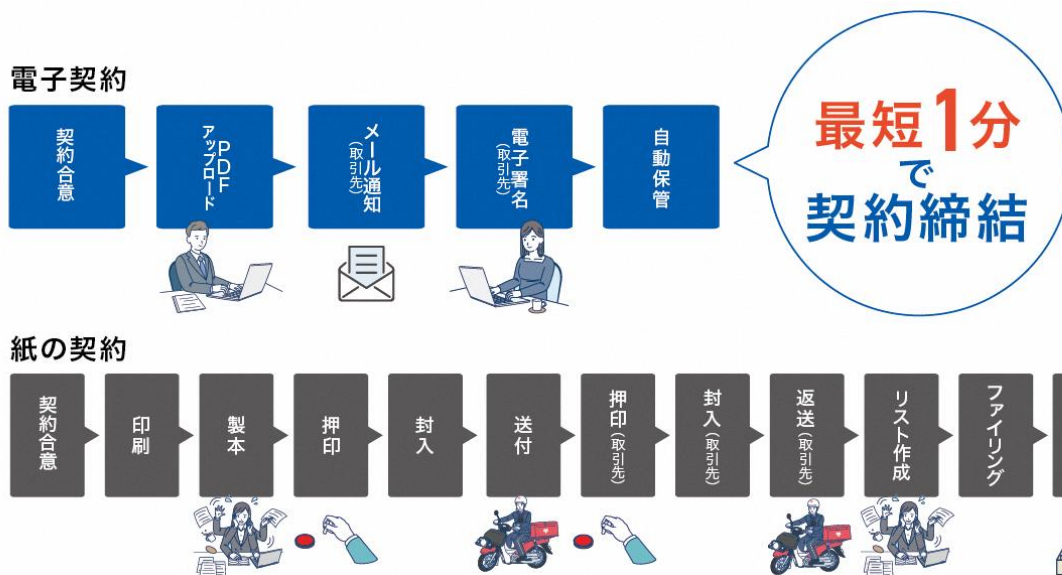 電子契約
契約合意
PDF
アップロード
メール通知
(取引先)
電子署名
(取引先)
自動保管
最短1分
で
契約締結
紙の契約
契約合意
印刷
製本
押印
封入
送付
押印(取引先)
封入(取引先)
返送(取引先)
リスト作成
ファイリング